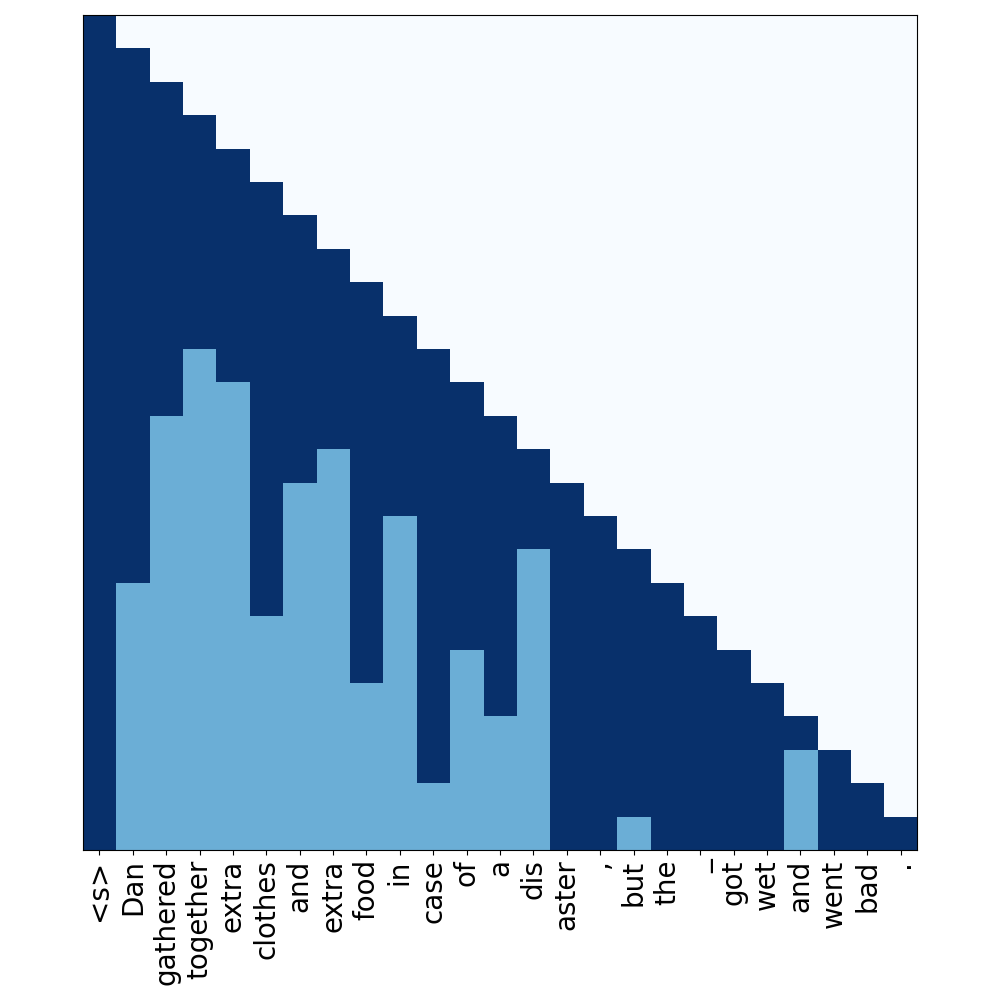 <s> Dan gathered together extra clothes and extra food in case of a dis aster , but the _ got wet and went bad .